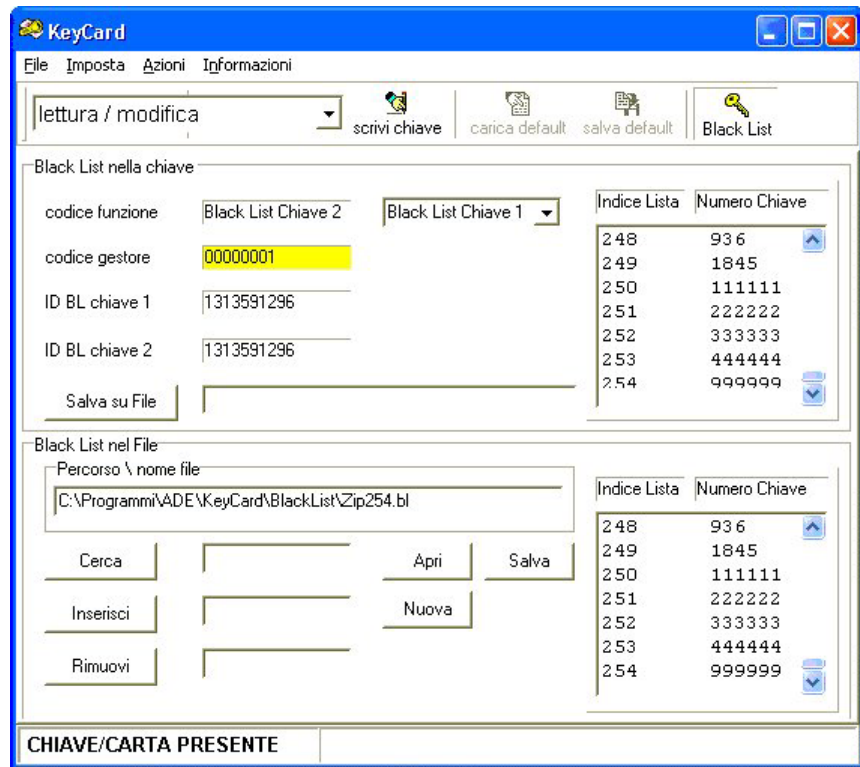 KeyCard
File Imposta Azioni Informazioni
lettura / modifica
scrivi chiave
carica default
salva default
Black List
Black List nella chiave
codice funzione
Black List Chiave 2
Black List Chiave 1
codice gestore
00000001
ID BL chiave 1
1313591296
ID BL chiave 2
1313591296
Salva su File
Indice Lista Numero Chiave
248 936
249 1845
250 111111
251 222222
252 333333
253 444444
254 999999
Black List nel File
Percorso \ nome file
C:\Programmi\ADE\KeyCard\BlackList\Zip254.bl
Cerca
Apri
Salva
Inserisci
Nuova
Rimuovi
Indice Lista Numero Chiave
248 936
249 1845
250 111111
251 222222
252 333333
253 444444
254 999999
CHIAVE/CARTA PRESENTE